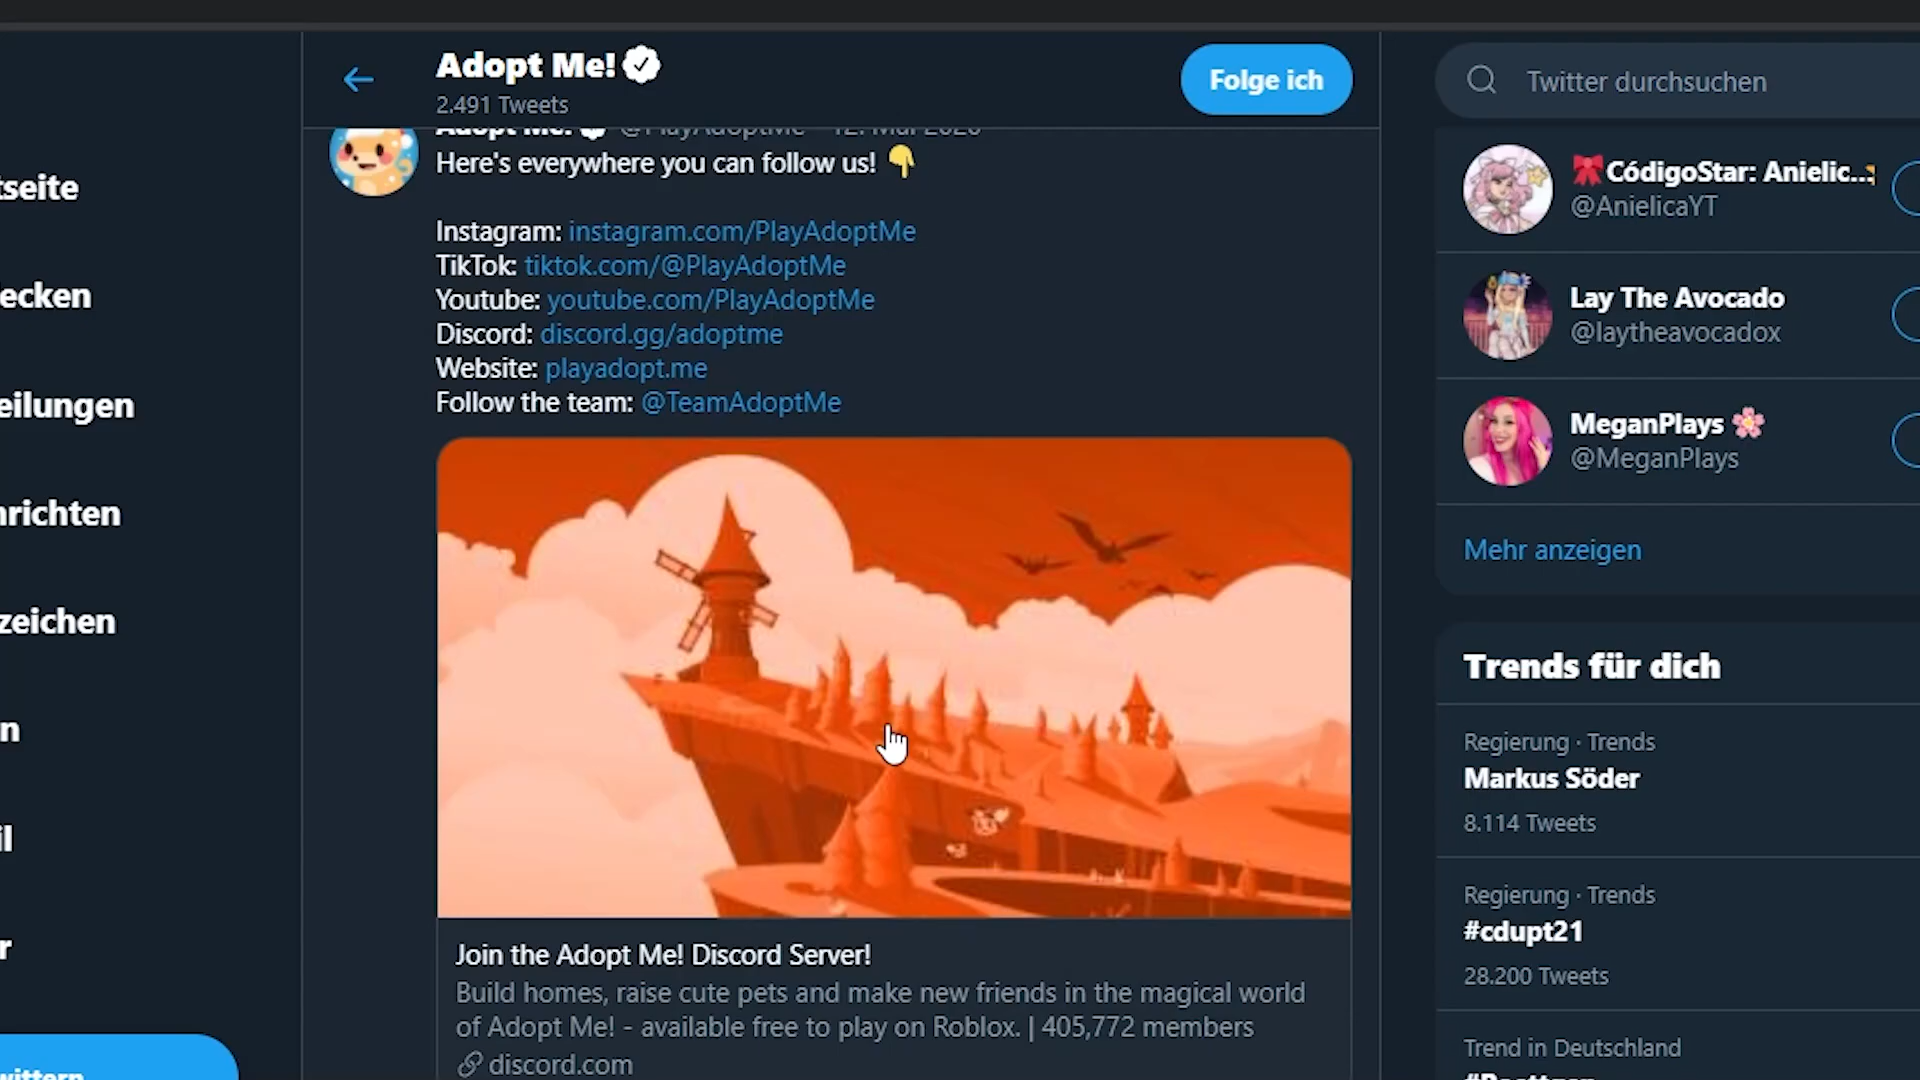 Adopt Me!
2.491 Tweets
Folge ich
Twitter durchsuchen
tseite
ecken
eilungen
nrichten
zeichen
n
il
r
Adopt Me! @PlayAdoptMe
Here's everywhere you can follow us! 👇
Instagram: instagram.com/PlayAdoptMe
TikTok: tiktok.com/@PlayAdoptMe
Youtube: youtube.com/PlayAdoptMe
Discord: discord.gg/adoptme
Website: playadopt.me
Follow the team: @TeamAdoptMe
Join the Adopt Me! Discord Server!
Build homes, raise cute pets and make new friends in the magical world
of Adopt Me! - available free to play on Roblox. | 405,772 members
discord.com
🎀CódigoStar: Anielic...
@AnielicaYT
Lay The Avocado
@laytheavocadox
MeganPlays 🌸
@MeganPlays
Mehr anzeigen
Trends für dich
Regierung · Trends
Markus Söder
8.114 Tweets
Regierung · Trends
#cdupt21
28.200 Tweets
Trend in Deutschland